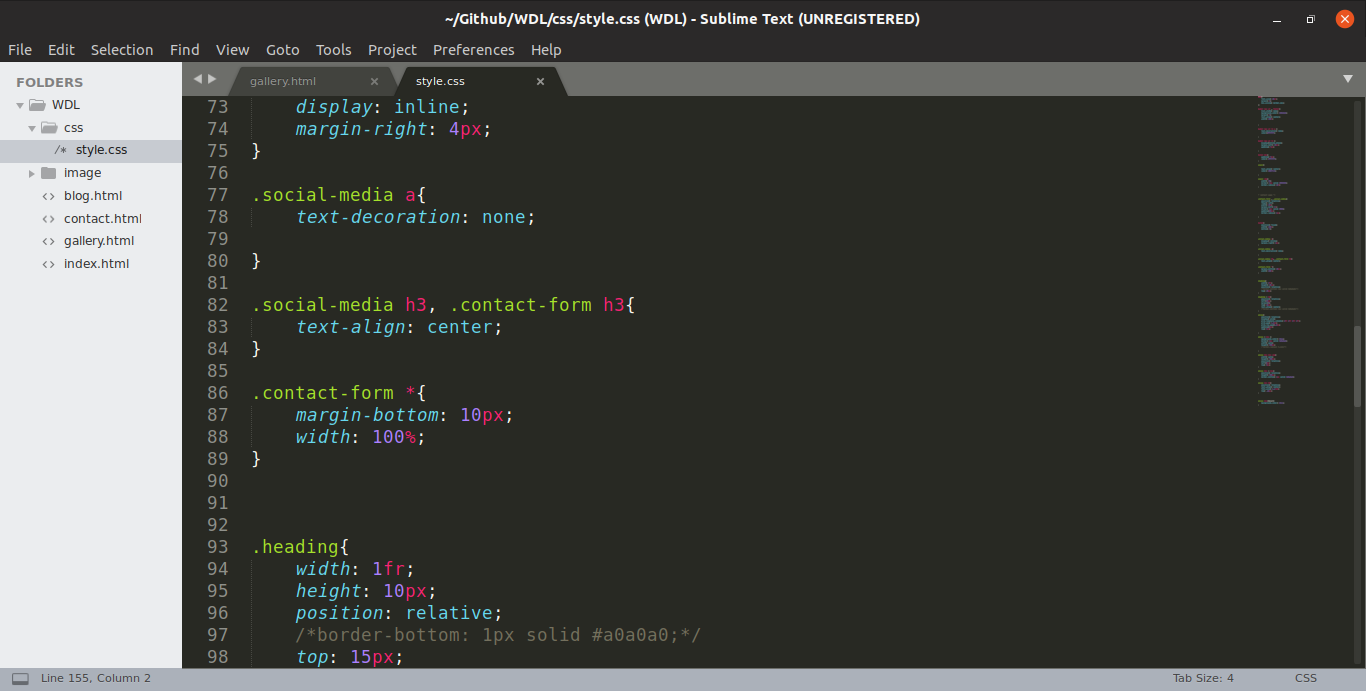 ~/Github/WDL/css/style.css (WDL) - Sublime Text (UNREGISTERED)
File Edit Selection Find View Goto Tools Project Preferences Help
FOLDERS
WDL
css
/* style.css
image
<> blog.html
<> contact.html
<> gallery.html
<> index.html
gallery.html × style.css ×
73 display: inline;
74 margin-right: 4px;
75 }
76
77 .social-media a{
78 text-decoration: none;
79
80 }
81
82 .social-media h3, .contact-form h3{
83 text-align: center;
84 }
85
86 .contact-form *{
87 margin-bottom: 10px;
88 width: 100%;
89 }
90
91
92
93 .heading{
94 width: 1fr;
95 height: 10px;
96 position: relative;
97 /*border-bottom: 1px solid #a0a0a0;*/
98 top: 15px;
Line 155, Column 2 Tab Size: 4 CSS